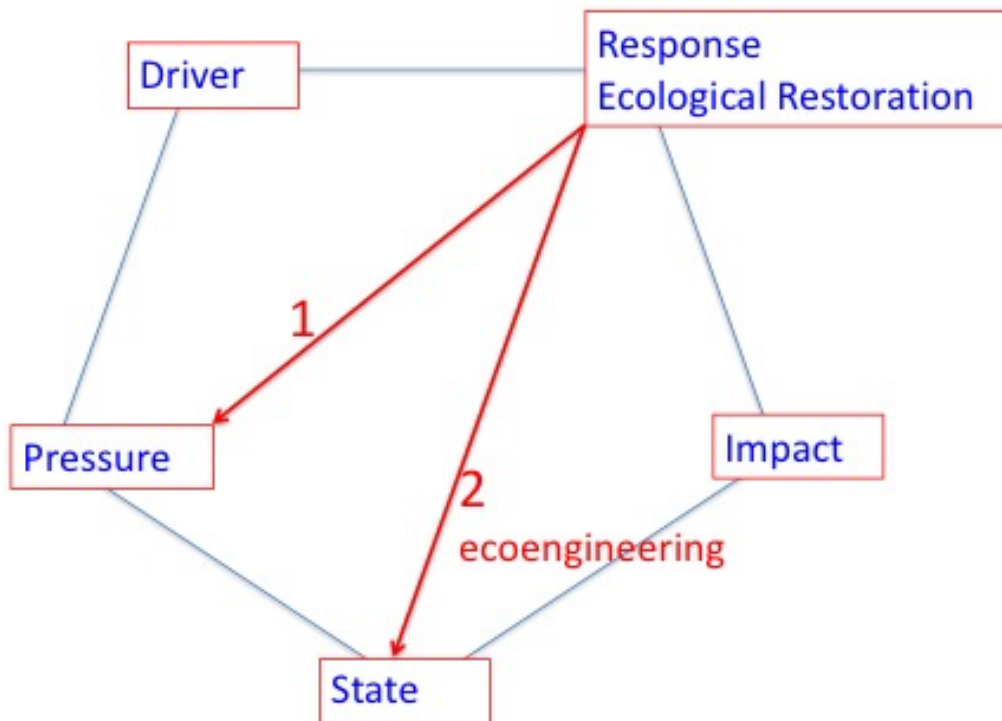 Driver
Response
Ecological Restoration
1
Pressure
Impact
2
ecoengineering
State